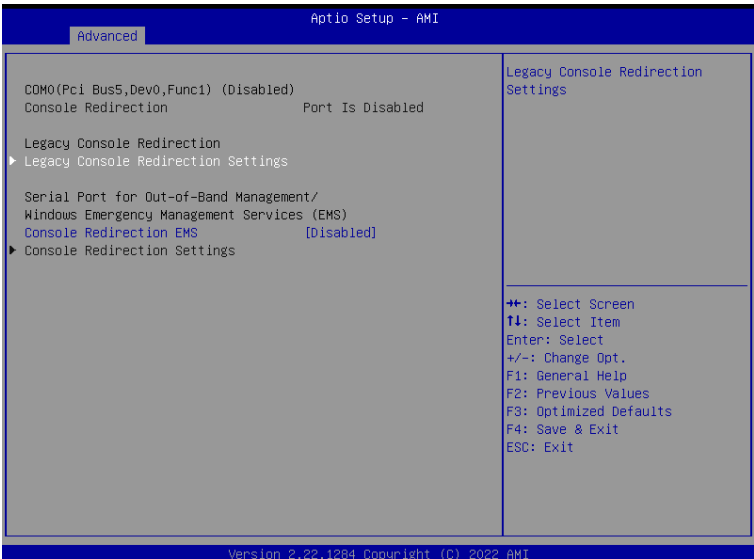 Aptio Setup – AMI
Advanced
COM0(Pci Bus5,Dev0,Func1) (Disabled)
Console Redirection Port Is Disabled
Legacy Console Redirection
▶ Legacy Console Redirection Settings
Serial Port for Out-of-Band Management/
Windows Emergency Management Services (EMS)
Console Redirection EMS [Disabled]
▶ Console Redirection Settings
Legacy Console Redirection
Settings
→←: Select Screen
↑↓: Select Item
Enter: Select
+/-: Change Opt.
F1: General Help
F2: Previous Values
F3: Optimized Defaults
F4: Save & Exit
ESC: Exit
Version 2.22.1284 Copyright (C) 2022 AMI